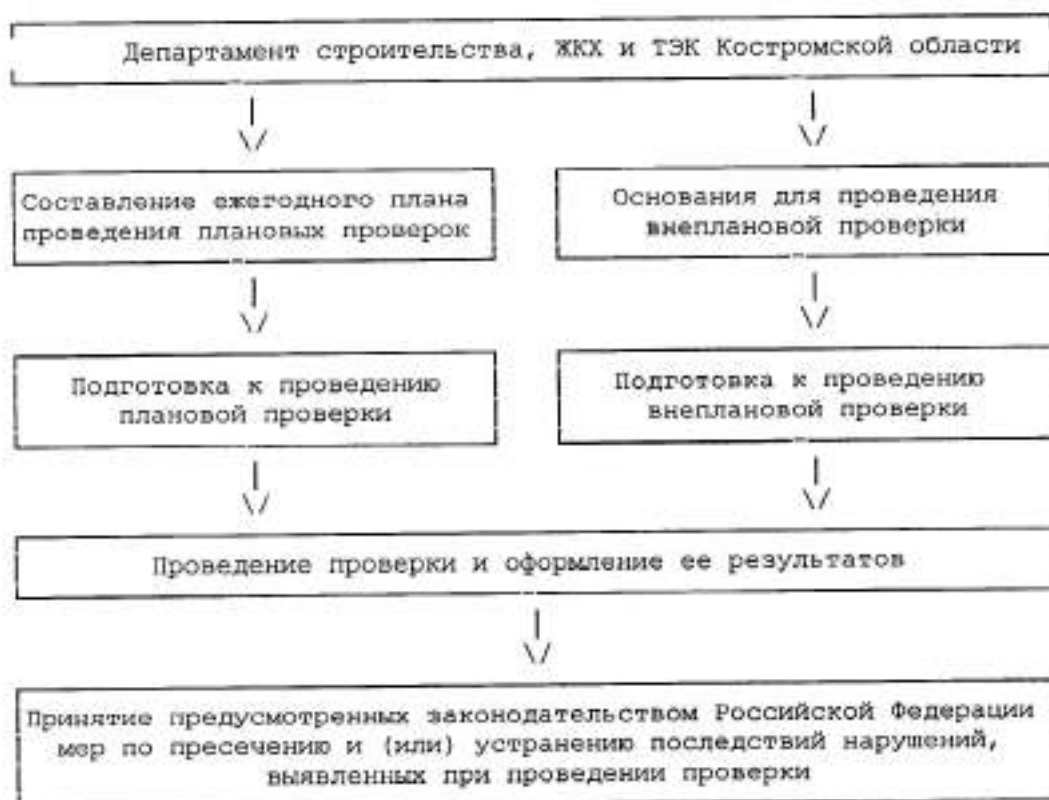 Департамент строительства, ЖКХ и ТЭК Костромской области
Составление ежегодного плана
проведения плановых проверок
Основания для проведения
внеплановой проверки
Подготовка к проведению
плановой проверки
Подготовка к проведению
внеплановой проверки
Проведение проверки и оформление ее результатов
Принятие предусмотренных законодательством Российской Федерации
мер по пресечению и (или) устранению последствий нарушений,
выявленных при проведении проверки